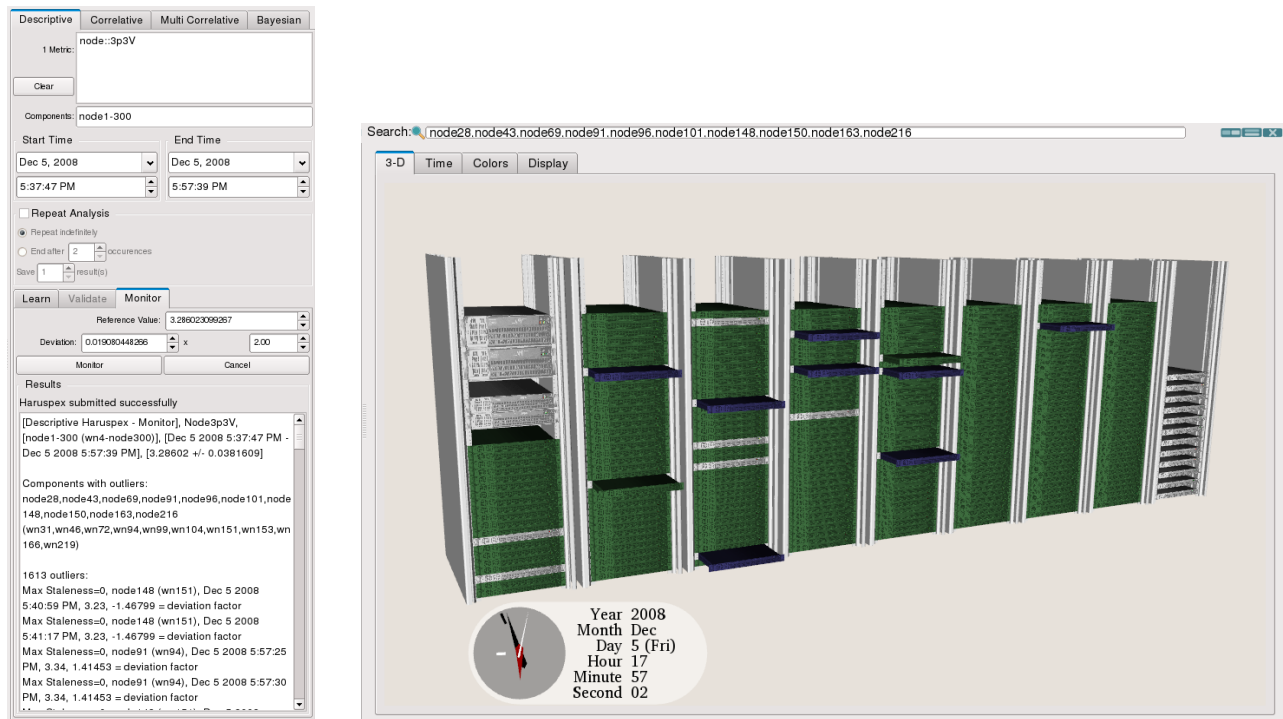 Descriptive Correlative Multi Correlative Bayesian
1 Metric:
node::3p3V
Clear
Components: node1-300
Start Time End Time
Dec 5, 2008 Dec 5, 2008
5:37:47 PM 5:57:39 PM
Repeat Analysis
Repeat indefinitely
End after 2 occurences
Save 1 result(s)
Learn Validate Monitor
Reference Value: 3.286023099267
Deviation: 0.019080448266 x 2.00
Monitor Cancel
Results
Haruspex submitted successfully
[Descriptive Haruspex - Monitor], Node3p3V,
[node1-300 (wn4-node300)], [Dec 5 2008 5:37:47 PM -
Dec 5 2008 5:57:39 PM], [3.28602 +/- 0.0381609]
Components with outliers:
node28,node43,node69,node91,node96,node101,node
148,node150,node163,node216
(wn31,wn46,wn72,wn94,wn99,wn104,wn151,wn153,wn
166,wn219)
1613 outliers:
Max Staleness=0, node148 (wn151), Dec 5 2008
5:40:59 PM, 3.23, -1.46799 = deviation factor
Max Staleness=0, node148 (wn151), Dec 5 2008
5:41:17 PM, 3.23, -1.46799 = deviation factor
Max Staleness=0, node91 (wn94), Dec 5 2008 5:57:25
PM, 3.34, 1.41453 = deviation factor
Max Staleness=0, node91 (wn94), Dec 5 2008 5:57:30
PM, 3.34, 1.41453 = deviation factor
Search: node28,node43,node69,node91,node96,node101,node148,node150,node163,node216
3-D Time Colors Display
Year 2008
Month Dec
Day 5 (Fri)
Hour 17
Minute 57
Second 02